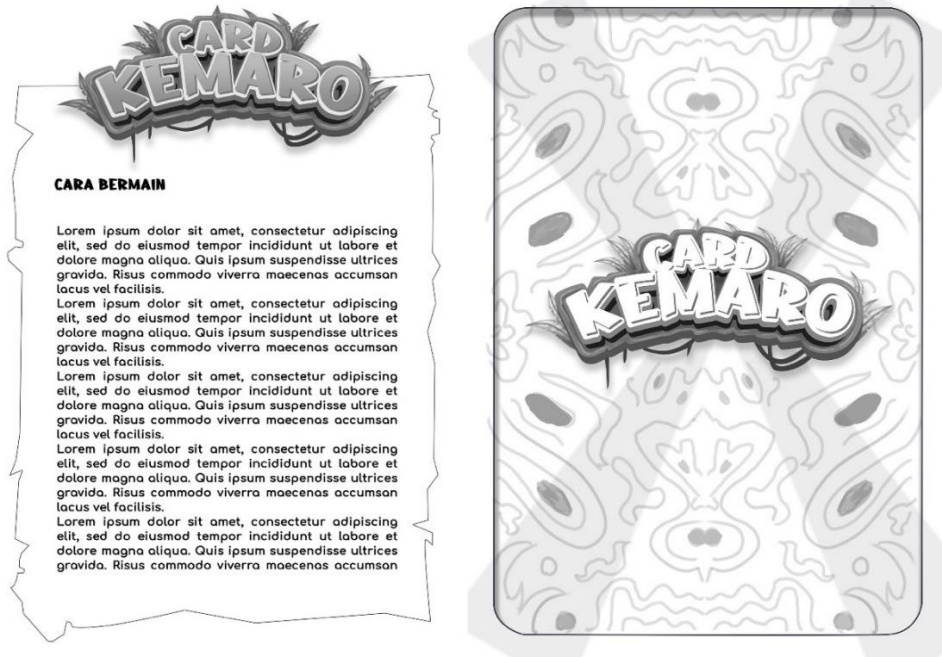 CARD
KEMARO
CARA BERMAIN
Lorem ipsum dolor sit amet, consectetur adipiscing
elit, sed do eiusmod tempor incididunt ut labore et
dolore magna aliqua. Quis ipsum suspendisse ultrices
gravida. Risus commodo viverra maecenas accumsan
lacus vel facilisis.
Lorem ipsum dolor sit amet, consectetur adipiscing
elit, sed do eiusmod tempor incididunt ut labore et
dolore magna aliqua. Quis ipsum suspendisse ultrices
gravida. Risus commodo viverra maecenas accumsan
lacus vel facilisis.
Lorem ipsum dolor sit amet, consectetur adipiscing
elit, sed do eiusmod tempor incididunt ut labore et
dolore magna aliqua. Quis ipsum suspendisse ultrices
gravida. Risus commodo viverra maecenas accumsan
lacus vel facilisis.
Lorem ipsum dolor sit amet, consectetur adipiscing
elit, sed do eiusmod tempor incididunt ut labore et
dolore magna aliqua. Quis ipsum suspendisse ultrices
gravida. Risus commodo viverra maecenas accumsan
lacus vel facilisis.
Lorem ipsum dolor sit amet, consectetur adipiscing
elit, sed do eiusmod tempor incididunt ut labore et
dolore magna aliqua. Quis ipsum suspendisse ultrices
gravida. Risus commodo viverra maecenas accumsan
CARD
KEMARO